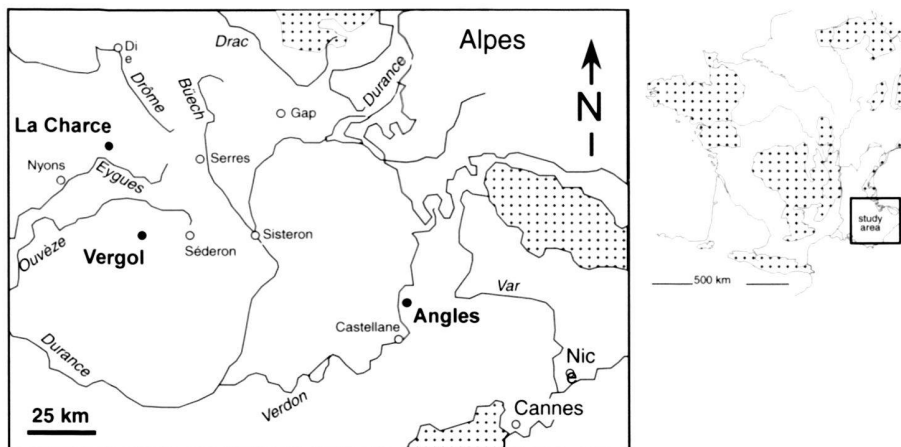 Drac
Alpes
Di
e
Drôme
Büech
Durance
N
Gap
La Charce
Serres
Nyons
Eygues
study
area
Ouvèze
Vergol
Séderon
Sisteron
500 km
Var
Angles
Castellane
Durance
Verdon
Nic
e
Cannes
25 km